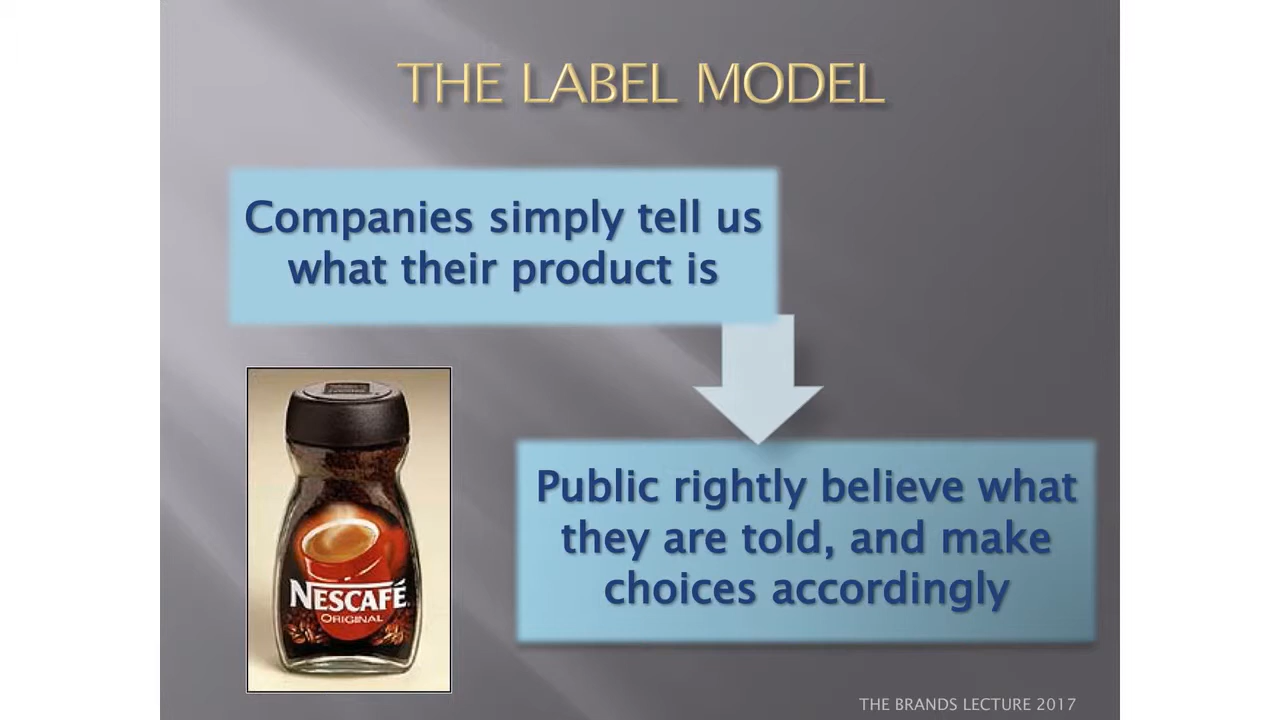 THE LABEL MODEL
Companies simply tell us
what their product is
Public rightly believe what
they are told, and make
choices accordingly
NESCAFÉ
ORIGINAL
THE BRANDS LECTURE 2017